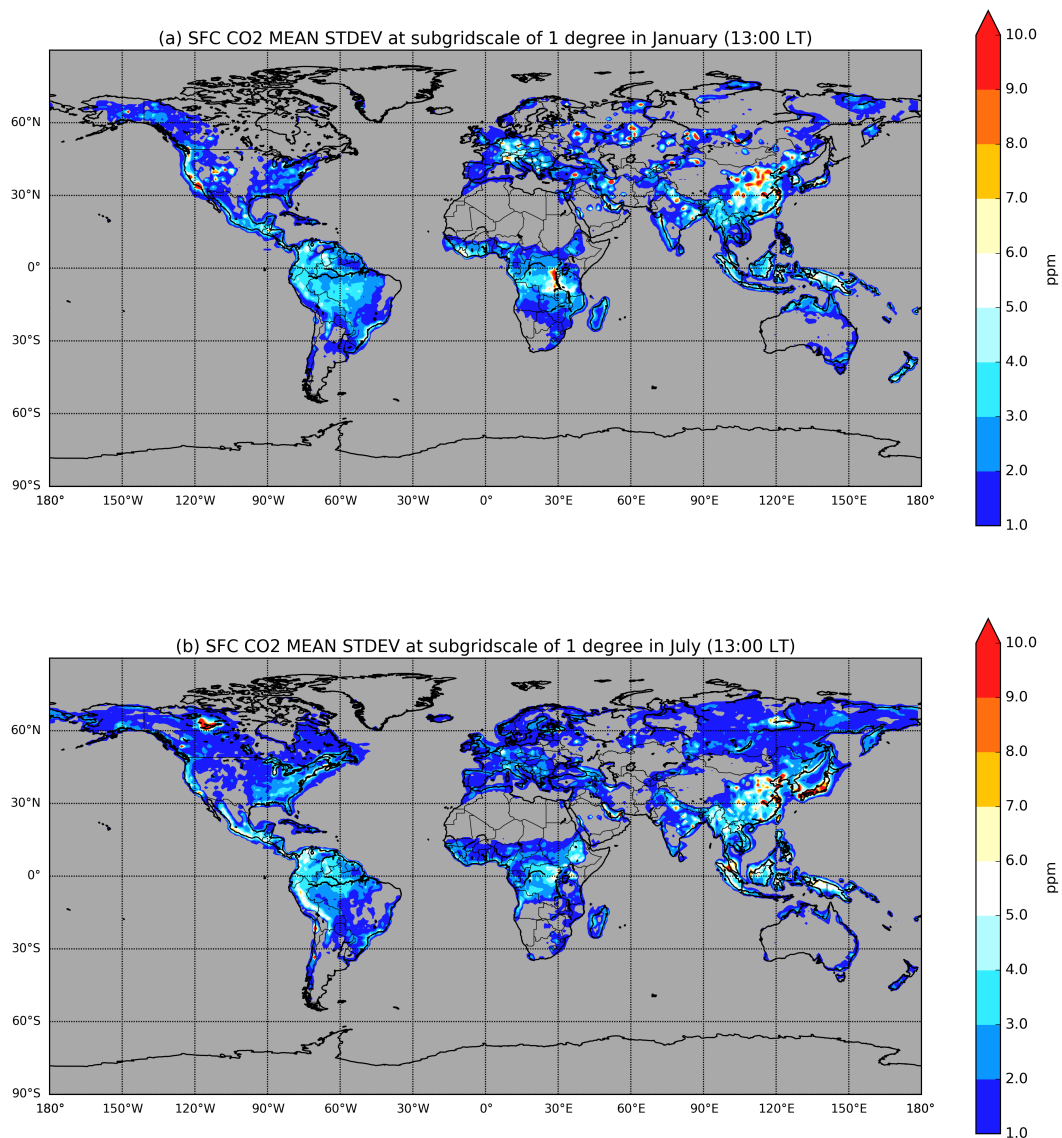 (a) SFC CO2 MEAN STDEV at subgridscale of 1 degree in January (13:00 LT)
60°N
30°N
0°
30°S
60°S
90°S
180° 150°W 120°W 90°W 60°W 30°W 0° 30°E 60°E 90°E 120°E 150°E 180°
10.0
9.0
8.0
7.0
6.0
5.0
4.0
3.0
2.0
1.0
ppm
(b) SFC CO2 MEAN STDEV at subgridscale of 1 degree in July (13:00 LT)
60°N
30°N
0°
30°S
60°S
90°S
180° 150°W 120°W 90°W 60°W 30°W 0° 30°E 60°E 90°E 120°E 150°E 180°
10.0
9.0
8.0
7.0
6.0
5.0
4.0
3.0
2.0
1.0
ppm